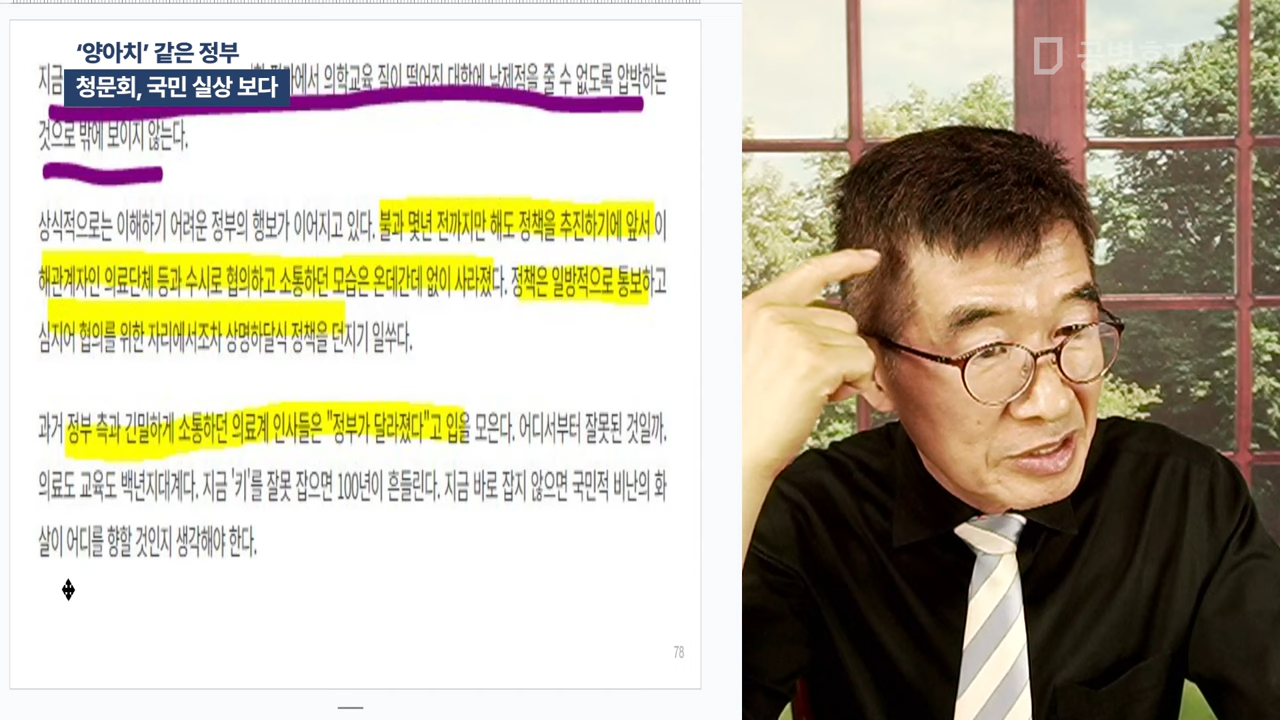 ‘양아치’ 같은 정부
청문회, 국민 실상 보다
공병호TV
지금 에서 의학교육 질이 떨어진 대학에 낙제점을 줄 수 없도록 압박하는
것으로 밖에 보이지 않는다.
상식적으로는 이해하기 어려운 정부의 행보가 이어지고 있다. 불과 몇년 전까지만 해도 정책을 추진하기에 앞서 이
해관계자인 의료단체 등과 수시로 협의하고 소통하던 모습은 온데간데 없이 사라졌다. 정책은 일방적으로 통보하고
심지어 협의를 위한 자리에서조차 상명하달식 정책을 던지기 일쑤다.
과거 정부 측과 긴밀하게 소통하던 의료계 인사들은 "정부가 달라졌다"고 입을 모은다. 어디서부터 잘못된 것일까.
의료도 교육도 백년지대계다. 지금 '키'를 잘못 잡으면 100년이 흔들린다. 지금 바로 잡지 않으면 국민적 비난의 화
살이 어디를 향할 것인지 생각해야 한다.
78